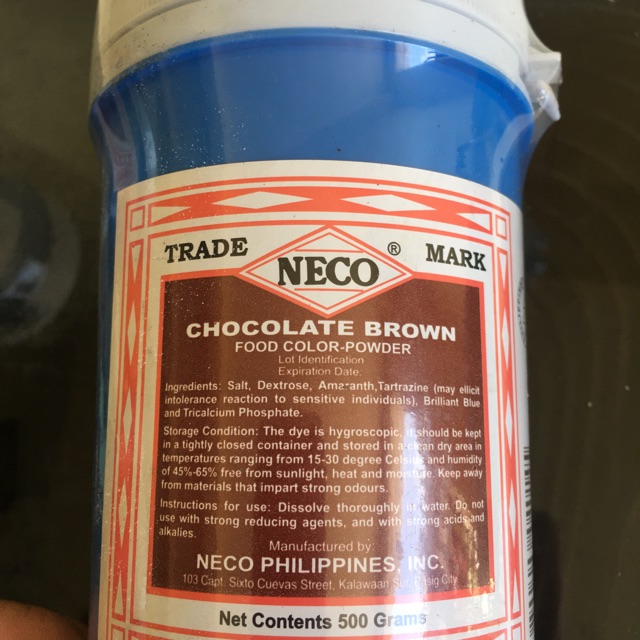 TRADE NECO ® MARK
CHOCOLATE BROWN
FOOD COLOR-POWDER
Lot Identification
Expiration Date:
Ingredients: Salt, Dextrose, Amaranth,Tartrazine (may ellicit
intolerance reaction to sensitive individuals), Brilliant Blue
and Tricalcium Phosphate.
Storage Condition: The dye is hygroscopic, it should be kept
in a tightly closed container and stored in a clean dry area in
temperatures ranging from 15-30 degree Celsius and humidity
of 45%-65% free from sunlight, heat and moisture. Keep away
from materials that impart strong odours.
Instructions for use: Dissolve thoroughly in water. Do not
use with strong reducing agents, and with strong acids and
alkalies.
Manufactured by:
NECO PHILIPPINES, INC.
103 Capt. Sixto Cuevas Street, Kalawaan Sur, Pasig City
Net Contents 500 Grams